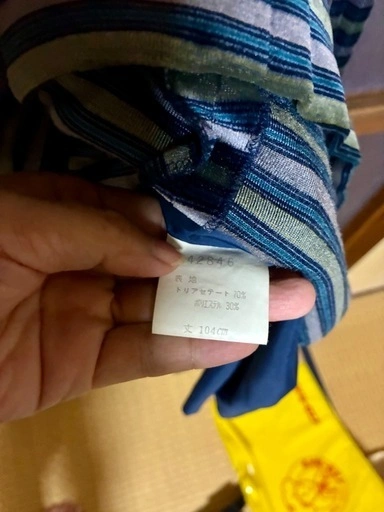 42646
表地
トリアセテート 70%
ポリエステル 30%
丈 104cm